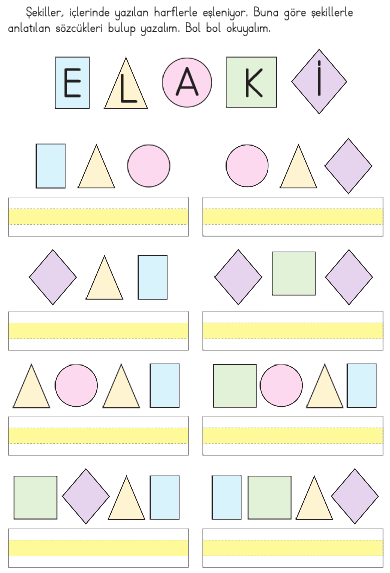 Şekiller, içlerinde yazılan harflerle eşleniyor. Buna göre şekillerle
anlatılan sözcükleri bulup yazalım. Bol bol okuyalım.
E L A K İ